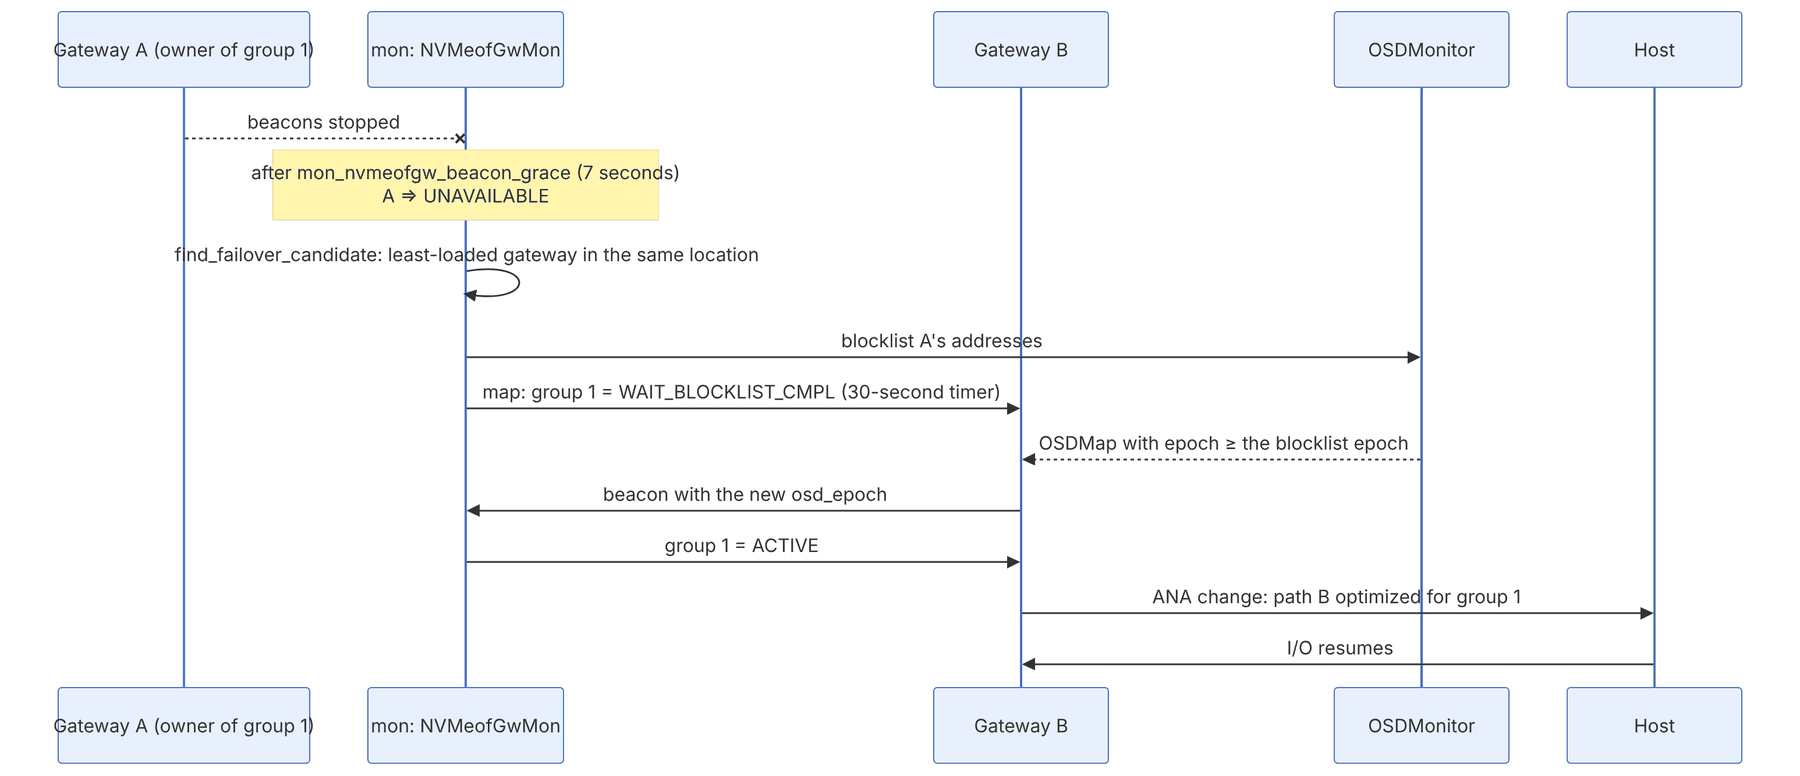 Gateway A (owner of group 1)
mon: NVMeofGwMon
Gateway B
OSDMonitor
Host
beacons stopped
after mon_nvmeofgw_beacon_grace (7 seconds)
A ⇒ UNAVAILABLE
find_failover_candidate: least-loaded gateway in the same location
blocklist A's addresses
map: group 1 = WAIT_BLOCKLIST_CMPL (30-second timer)
OSDMap with epoch ≥ the blocklist epoch
beacon with the new osd_epoch
group 1 = ACTIVE
ANA change: path B optimized for group 1
I/O resumes
Gateway A (owner of group 1)
mon: NVMeofGwMon
Gateway B
OSDMonitor
Host